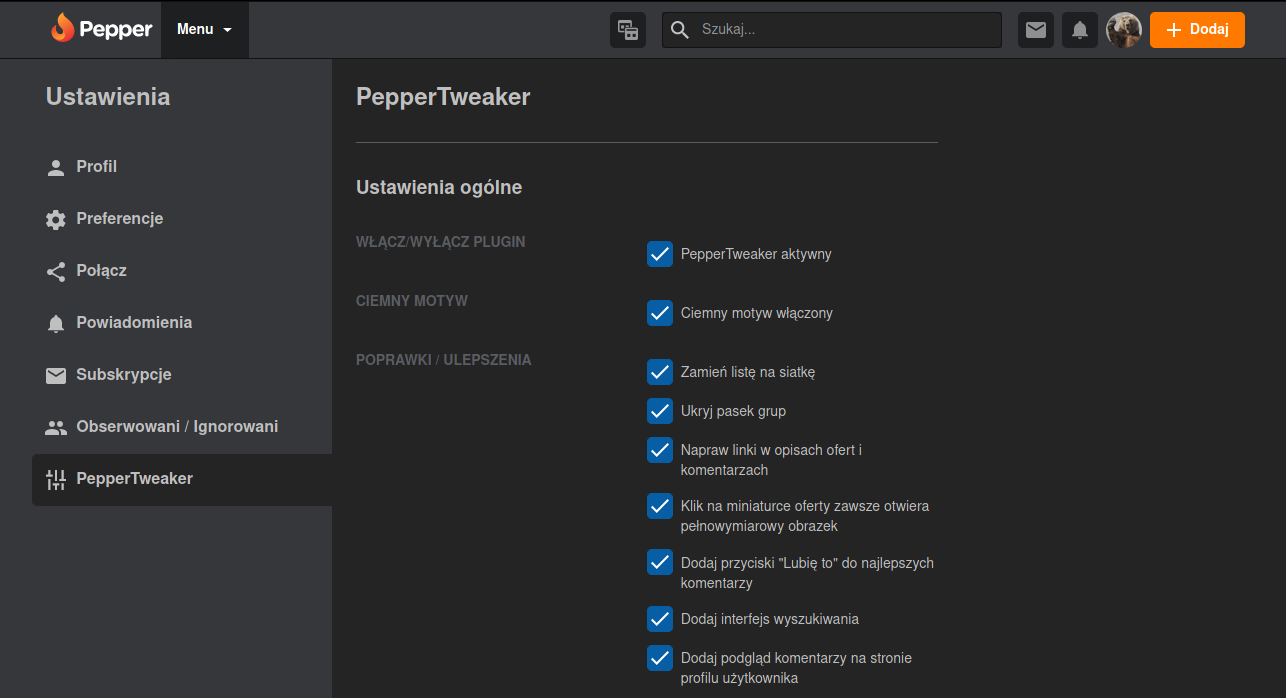 Pepper
Menu
Szukaj...
Dodaj
Ustawienia
Profil
Preferencje
Połącz
Powiadomienia
Subskrypcje
Obserwowani / Ignorowani
PepperTweaker
PepperTweaker
Ustawienia ogólne
WŁĄCZ/WYŁĄCZ PLUGIN
PepperTweaker aktywny
CIEMNY MOTYW
Ciemny motyw włączony
POPRAWKI / ULEPSZENIA
Zamień listę na siatkę
Ukryj pasek grup
Napraw linki w opisach ofert i
komentarzach
Klik na miniaturce oferty zawsze otwiera
pełnowymiarowy obrazek
Dodaj przyciski "Lubię to" do najlepszych
komentarzy
Dodaj interfejs wyszukiwania
Dodaj podgląd komentarzy na stronie
profilu użytkownika